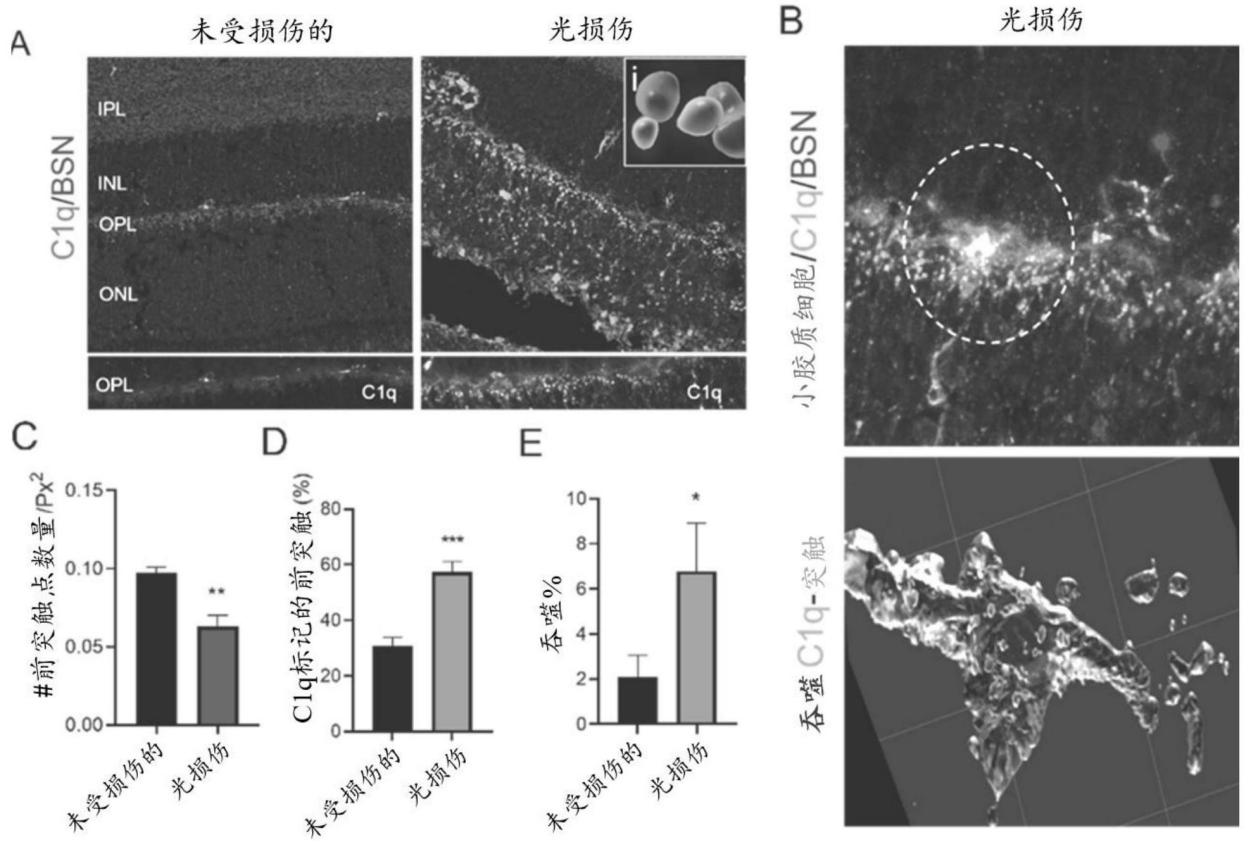 A
未受损伤的
光损伤
C1q/BSN
IPL
INL
OPL
ONL
i
OPL
C1q
C1q
B
光损伤
小胶质细胞/C1q/BSN
吞噬 C1q-突触
C
#前突触点数量/Px²
0.15
0.10
0.05
0.00
**
未受损伤的
光损伤
D
C1q标记的前突触(%)
80
60
40
20
0
***
未受损伤的
光损伤
E
吞噬%
10
8
6
4
2
0
*
未受损伤的
光损伤